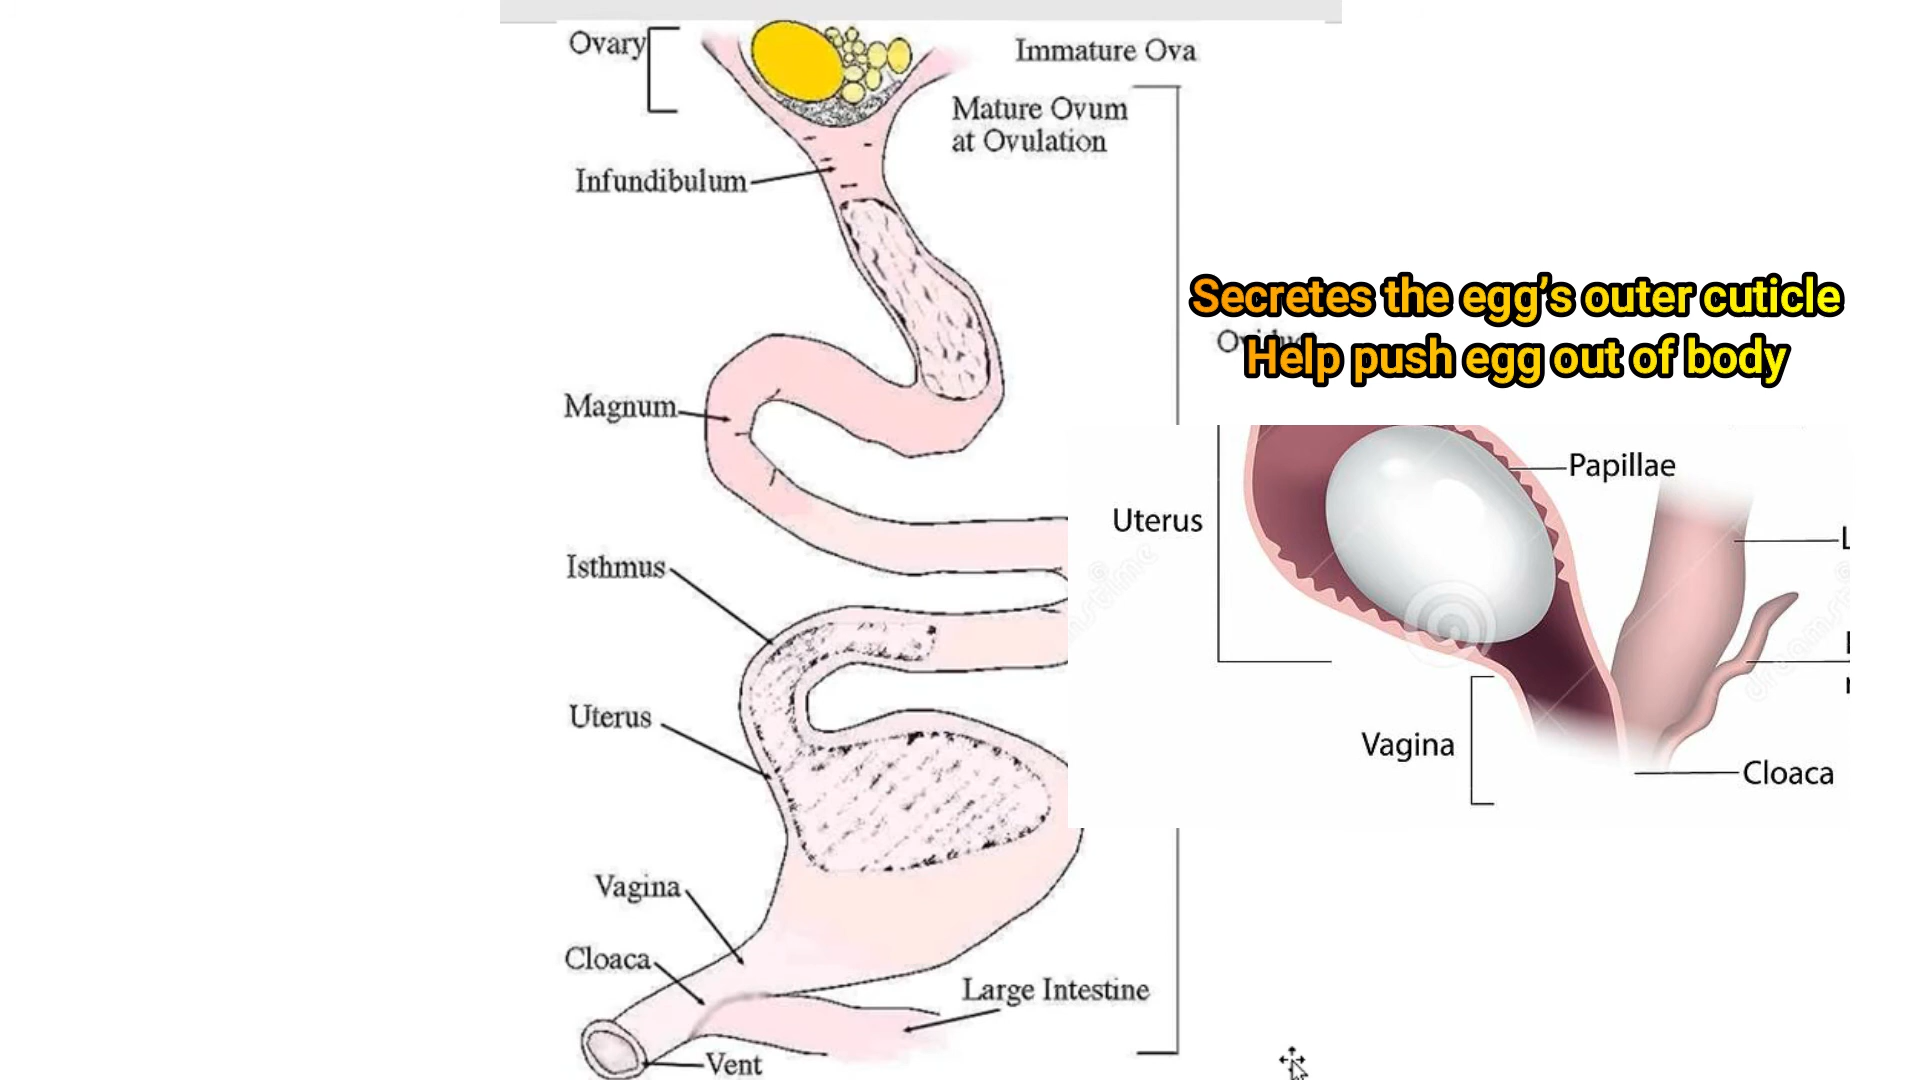 Ovary
Immature Ova
Mature Ovum
at Ovulation
Infundibulum
Secretes the egg's outer cuticle
Help push egg out of body
Magnum
Papillae
Uterus
Isthmus
Uterus
Vagina
Cloaca
Vagina
Cloaca
Large Intestine
Vent